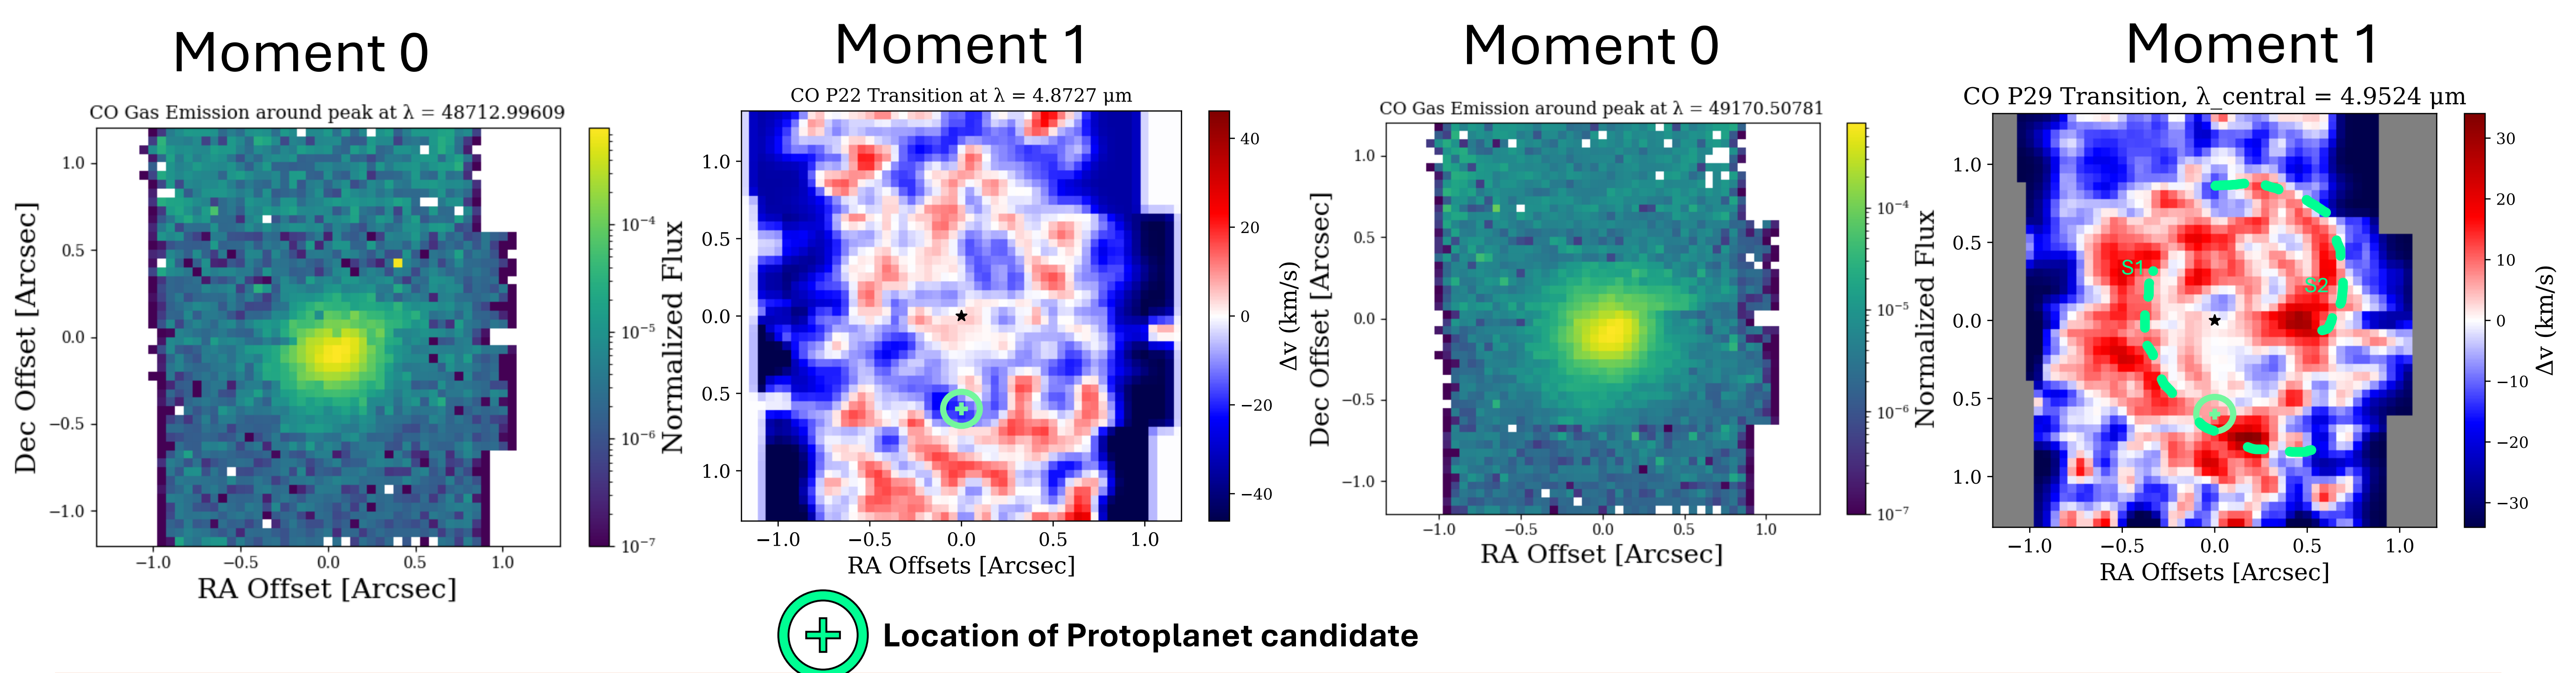 Moment 0
Moment 1
Moment 0
Moment 1
CO Gas Emission around peak at λ = 48712.99609
CO P22 Transition at λ = 4.8727 μm
CO Gas Emission around peak at λ = 49170.50781
CO P29 Transition, λ_central = 4.9524 μm
Dec Offset [Arcsec]
1.0
0.5
0.0
−0.5
−1.0
−1.0 −0.5 0.0 0.5 1.0
RA Offset [Arcsec]
10⁻⁴
10⁻⁵
10⁻⁶
10⁻⁷
Normalized Flux
1.0
0.5
0.0
0.5
1.0
−1.0 −0.5 0.0 0.5 1.0
RA Offsets [Arcsec]
40
20
0
−20
−40
Δv (km/s)
Dec Offset [Arcsec]
1.0
0.5
0.0
−0.5
−1.0
−1.0 −0.5 0.0 0.5 1.0
RA Offset [Arcsec]
10⁻⁴
10⁻⁵
10⁻⁶
10⁻⁷
Normalized Flux
1.0
0.5
0.0
0.5
1.0
S1
S2
−1.0 −0.5 0.0 0.5 1.0
RA Offsets [Arcsec]
30
20
10
0
−10
−20
−30
Δv (km/s)
Location of Protoplanet candidate